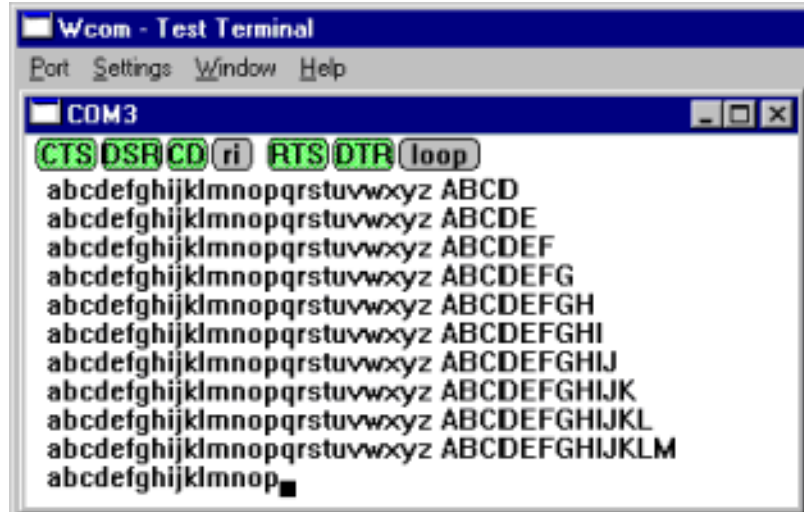 Wcom - Test Terminal
Port Settings Window Help
COM3
CTS DSR CD ri RTS DTR loop
abcdefghijklmnopqrstuvwxyz ABCD
abcdefghijklmnopqrstuvwxyz ABCDE
abcdefghijklmnopqrstuvwxyz ABCDEF
abcdefghijklmnopqrstuvwxyz ABCDEFG
abcdefghijklmnopqrstuvwxyz ABCDEFGH
abcdefghijklmnopqrstuvwxyz ABCDEFGHI
abcdefghijklmnopqrstuvwxyz ABCDEFGHIJ
abcdefghijklmnopqrstuvwxyz ABCDEFGHIJK
abcdefghijklmnopqrstuvwxyz ABCDEFGHIJKL
abcdefghijklmnopqrstuvwxyz ABCDEFGHIJKLM
abcdefghijklmnop